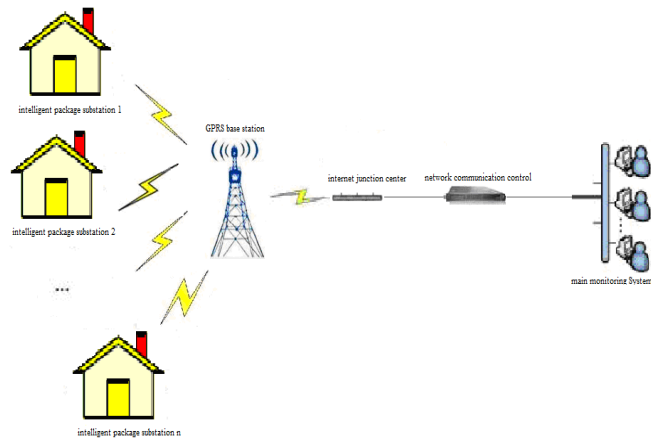 intelligent package substation 1
GPRS base station
internet junction center
network communication control
intelligent package substation 2
...
main monitoring System
intelligent package substation n